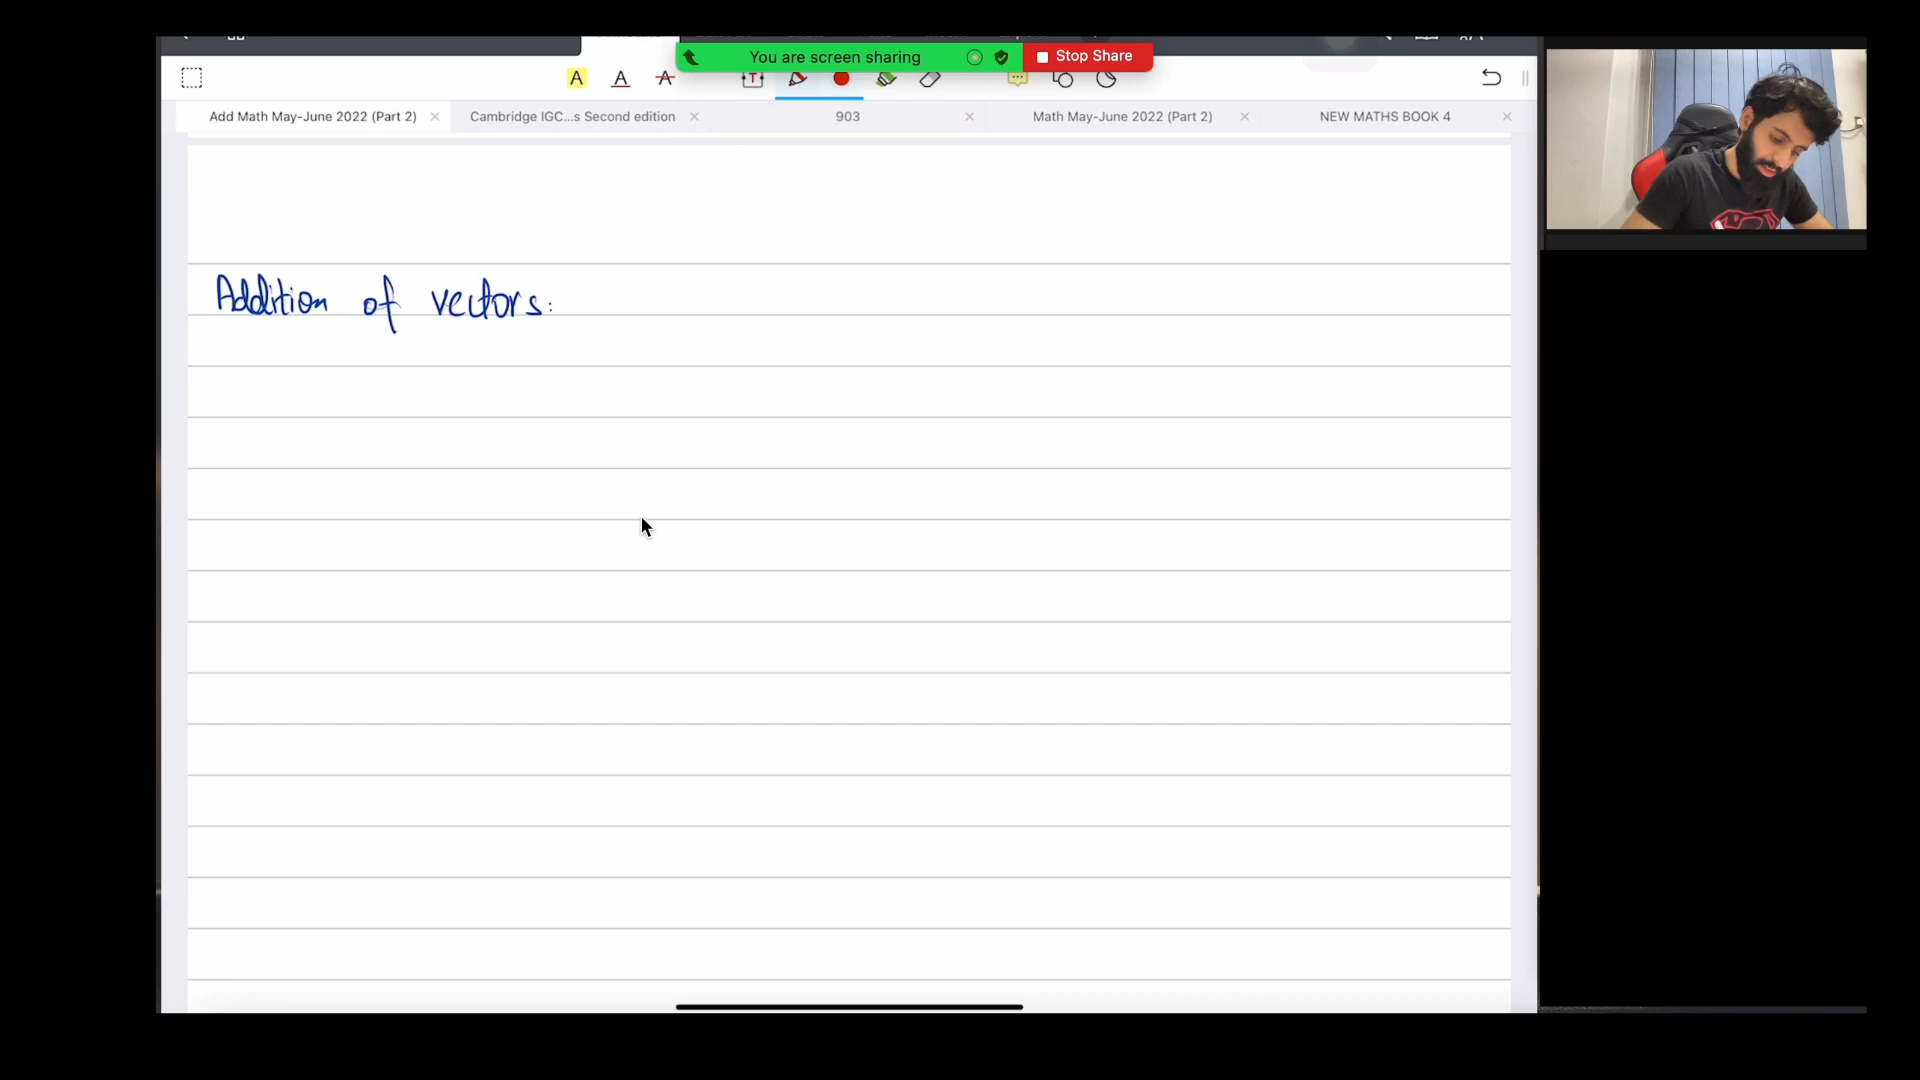 You are screen sharing
Stop Share
Add Math May-June 2022 (Part 2)
Cambridge IGC...s Second edition
903
Math May-June 2022 (Part 2)
NEW MATHS BOOK 4
Addition of vectors: